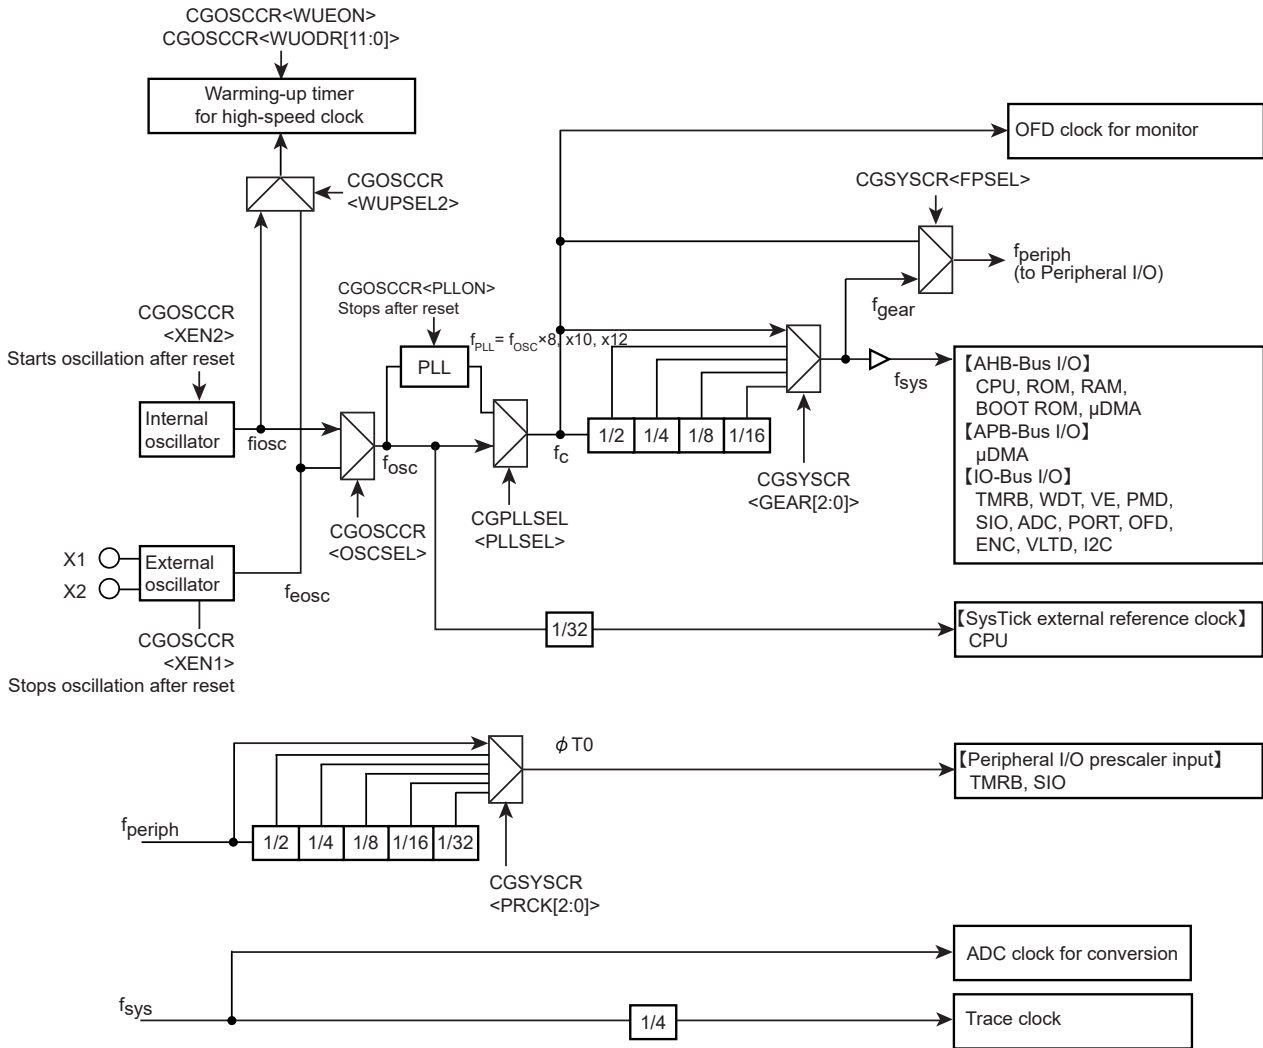 CGOSCCR<WUEON>
CGOSCCR<WUODR[11:0]>
Warming-up timer
for high-speed clock
OFD clock for monitor
CGOSCCR
<WUPSEL2>
CGSYSCR<FPSEL>
fperiph
(to Peripheral I/O)
CGOSCCR<PLLON>
Stops after reset
fgear
CGOSCCR
<XEN2>
Starts oscillation after reset
fPLL= fOSC×8, x10, x12
PLL
fsys
【AHB-Bus I/O】
CPU, ROM, RAM,
BOOT ROM, µDMA
【APB-Bus I/O】
µDMA
【IO-Bus I/O】
TMRB, WDT, VE, PMD,
SIO, ADC, PORT, OFD,
ENC, VLTD, I2C
Internal
oscillator
fiosc
fosc
fc
1/2 1/4 1/8 1/16
CGSYSCR
<GEAR[2:0]>
CGOSCCR
<OSCSEL>
CGPLLSEL
<PLLSEL>
X1
X2
External
oscillator
feosc
CGOSCCR
<XEN1>
Stops oscillation after reset
1/32
【SysTick external reference clock】
CPU
ϕT0
【Peripheral I/O prescaler input】
TMRB, SIO
fperiph
1/2 1/4 1/8 1/16 1/32
CGSYSCR
<PRCK[2:0]>
ADC clock for conversion
fsys
1/4
Trace clock